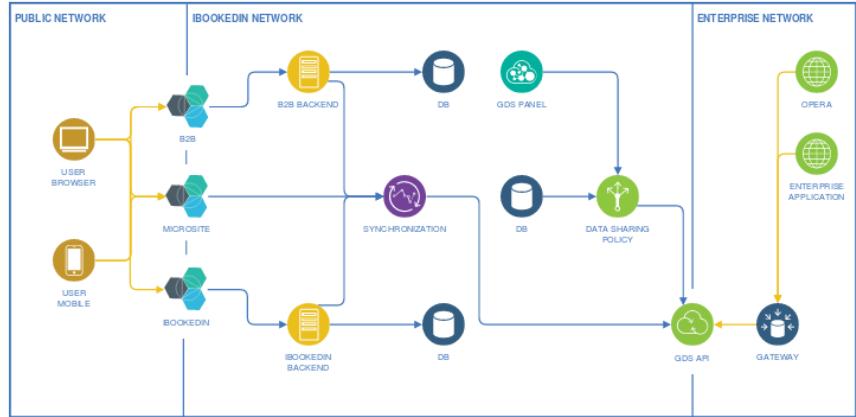 PUBLIC NETWORK
IBOOKEDIN NETWORK
ENTERPRISE NETWORK
B2B BACKEND
DB
GDS PANEL
OPERA
B2B
USER
BROWSER
ENTERPRISE
APPLICATION
MICROSITE
SYNCHRONIZATION
DB
DATA SHARING
POLICY
USER
MOBILE
IBOOKEDIN
IBOOKEDIN
BACKEND
DB
GDS API
GATEWAY